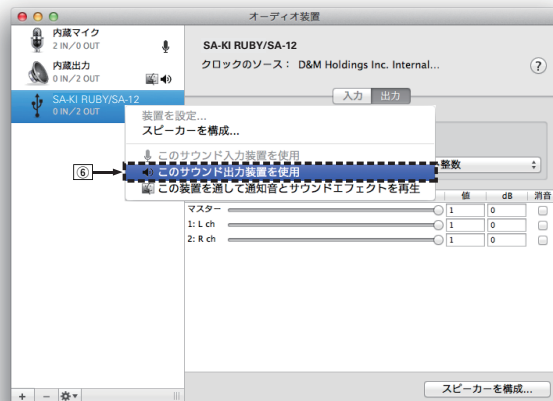 オーディオ装置
内蔵マイク
2 IN/0 OUT
内蔵出力
0 IN/2 OUT
SA-KI RUBY/SA-12
0 IN/2 OUT
SA-KI RUBY/SA-12
クロックのソース： D&M Holdings Inc. Internal...
?
入力 出力
装置を設定...
スピーカーを構成...
このサウンド入力装置を使用
⑥
このサウンド出力装置を使用
この装置を通して通知音とサウンドエフェクトを再生
整数
値 dB 消音
マスター 1 0
1: L ch 1 0
2: R ch 1 0
+ −
スピーカーを構成...